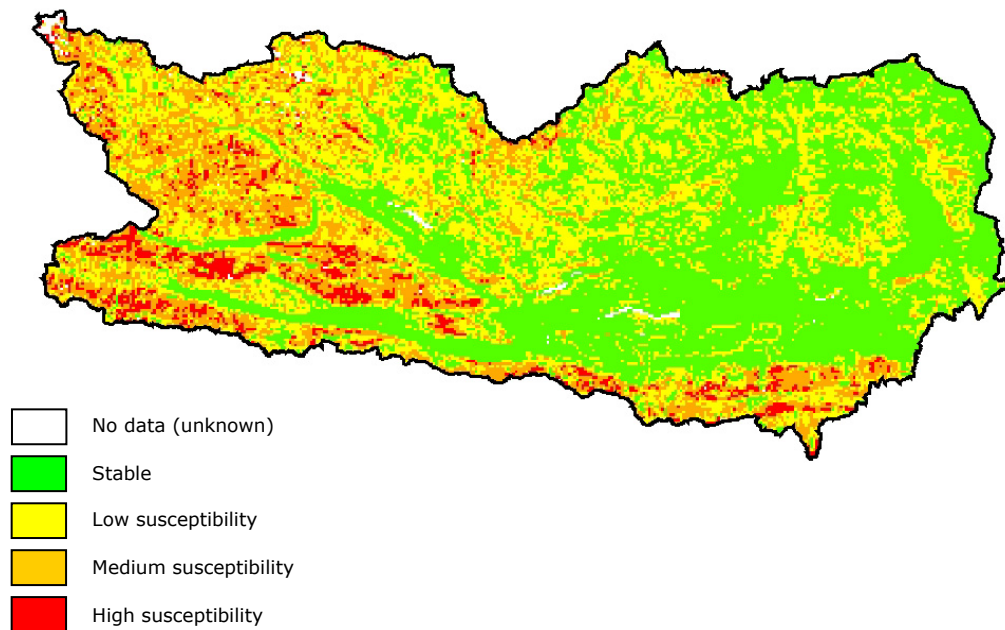 No data (unknown)
Stable
Low susceptibility
Medium susceptibility
High susceptibility